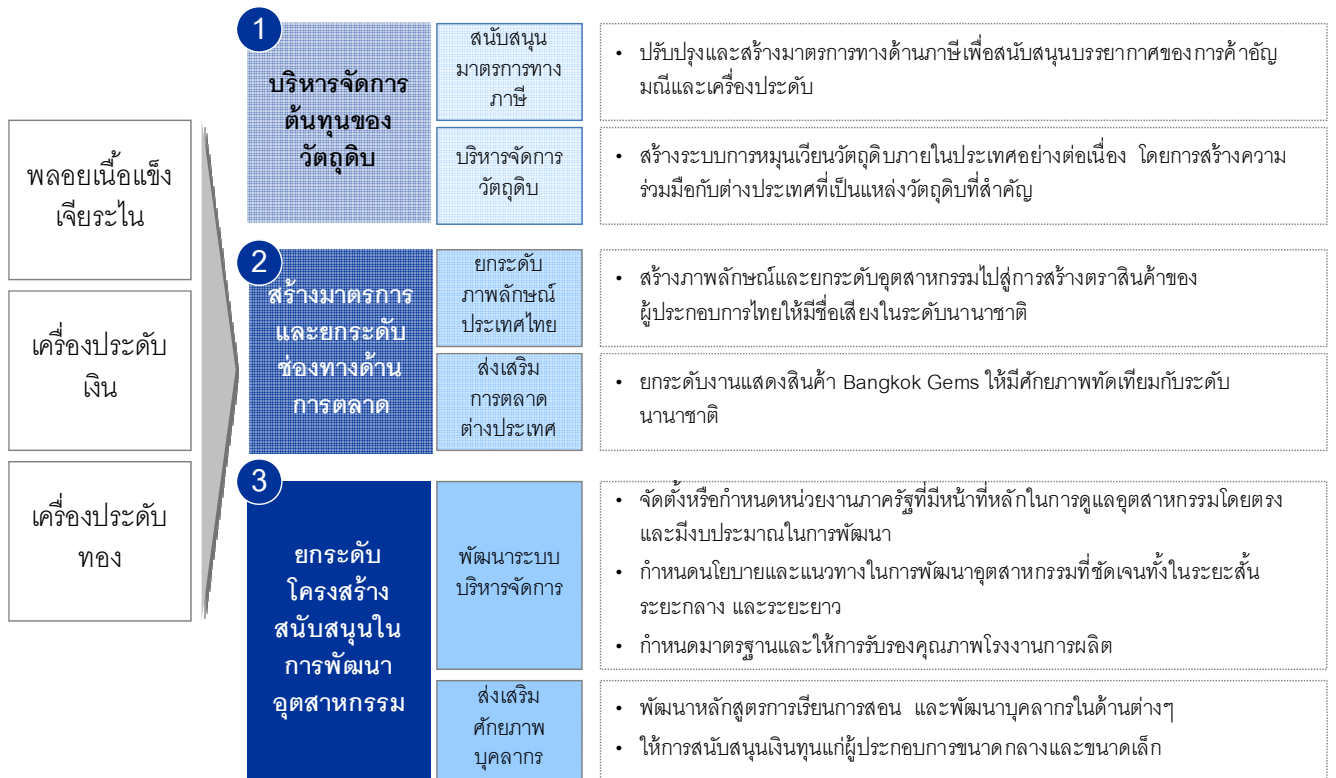 พลอยเนื้อแข็ง
เจียระไน
เครื่องประดับ
เงิน
เครื่องประดับ
ทอง
1
บริหารจัดการ
ต้นทุนของ
วัตถุดิบ
สนับสนุน
มาตรการทาง
ภาษี
• ปรับปรุงและสร้างมาตรการทางด้านภาษีเพื่อสนับสนุนบรรยากาศของการค้าอัญ
มณีและเครื่องประดับ
บริหารจัดการ
วัตถุดิบ
• สร้างระบบการหมุนเวียนวัตถุดิบภายในประเทศอย่างต่อเนื่อง โดยการสร้างความ
ร่วมมือกับต่างประเทศที่เป็นแหล่งวัตถุดิบที่สำคัญ
2
สร้างมาตรการ
และยกระดับ
ช่องทางด้าน
การตลาด
ยกระดับ
ภาพลักษณ์
ประเทศไทย
• สร้างภาพลักษณ์และยกระดับอุตสาหกรรมไปสู่การสร้างตราสินค้าของ
ผู้ประกอบการไทยให้มีชื่อเสียงในระดับนานาชาติ
ส่งเสริม
การตลาด
ต่างประเทศ
• ยกระดับงานแสดงสินค้า Bangkok Gems ให้มีศักยภาพทัดเทียมกับระดับ
นานาชาติ
3
ยกระดับ
โครงสร้าง
สนับสนุนใน
การพัฒนา
อุตสาหกรรม
พัฒนาระบบ
บริหารจัดการ
• จัดตั้งหรือกำหนดหน่วยงานภาครัฐที่มีหน้าที่หลักในการดูแลอุตสาหกรรมโดยตรง
และมีงบประมาณในการพัฒนา
• กำหนดนโยบายและแนวทางในการพัฒนาอุตสาหกรรมที่ชัดเจนทั้งในระยะสั้น
ระยะกลาง และระยะยาว
• กำหนดมาตรฐานและให้การรับรองคุณภาพโรงงานการผลิต
ส่งเสริม
ศักยภาพ
บุคลากร
• พัฒนาหลักสูตรการเรียนการสอน และพัฒนาบุคลากรในด้านต่างๆ
• ให้การสนับสนุนเงินทุนแก่ผู้ประกอบการขนาดกลางและขนาดเล็ก